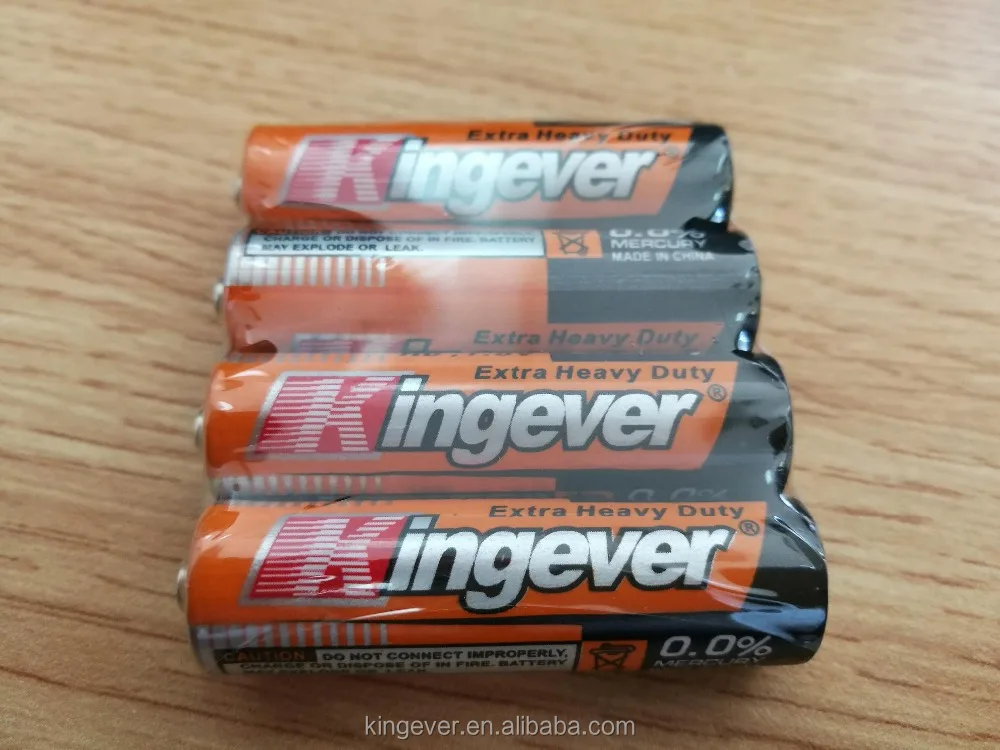 Extra Heavy Duty
Kingever
CHARGE OR DISPOSE OF IN FIRE. BATTERY
MAY EXPLODE OR LEAK.
0.0%
MERCURY
MADE IN CHINA
Extra Heavy Duty
Extra Heavy Duty
Kingever®
0.0%
Extra Heavy Duty
Kingever®
CAUTION DO NOT CONNECT IMPROPERLY,
CHARGE OR DISPOSE OF IN FIRE. BATTERY
0.0%
MERCURY
kingever.en.alibaba.com